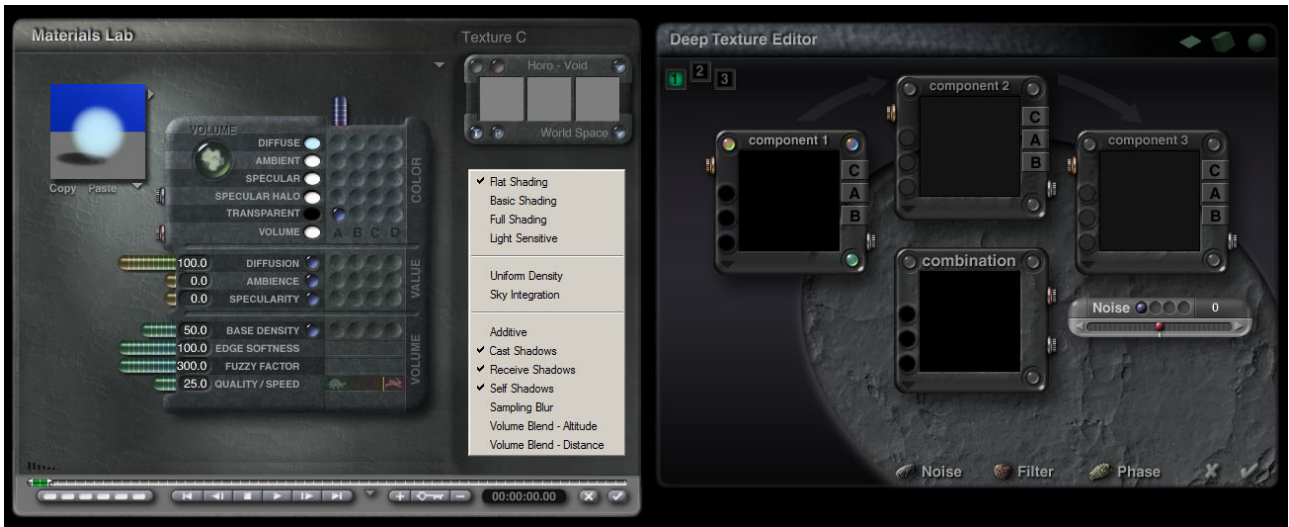 Materials Lab
Texture C
Horo - Void
World Space
Copy Paste
VOLUME
DIFFUSE
AMBIENT
SPECULAR
SPECULAR HALO
TRANSPARENT
VOLUME
A B C D
COLOR
100.0 DIFFUSION
0.0 AMBIENCE
0.0 SPECULARITY
VALUE
50.0 BASE DENSITY
100.0 EDGE SOFTNESS
300.0 FUZZY FACTOR
25.0 QUALITY / SPEED
VOLUME
Flat Shading
Basic Shading
Full Shading
Light Sensitive
Uniform Density
Sky Integration
Additive
Cast Shadows
Receive Shadows
Self Shadows
Sampling Blur
Volume Blend - Altitude
Volume Blend - Distance
00:00:00.00
Deep Texture Editor
1 2 3
component 1
C
A
B
component 2
C
A
B
component 3
C
A
B
combination
Noise 0
Noise Filter Phase